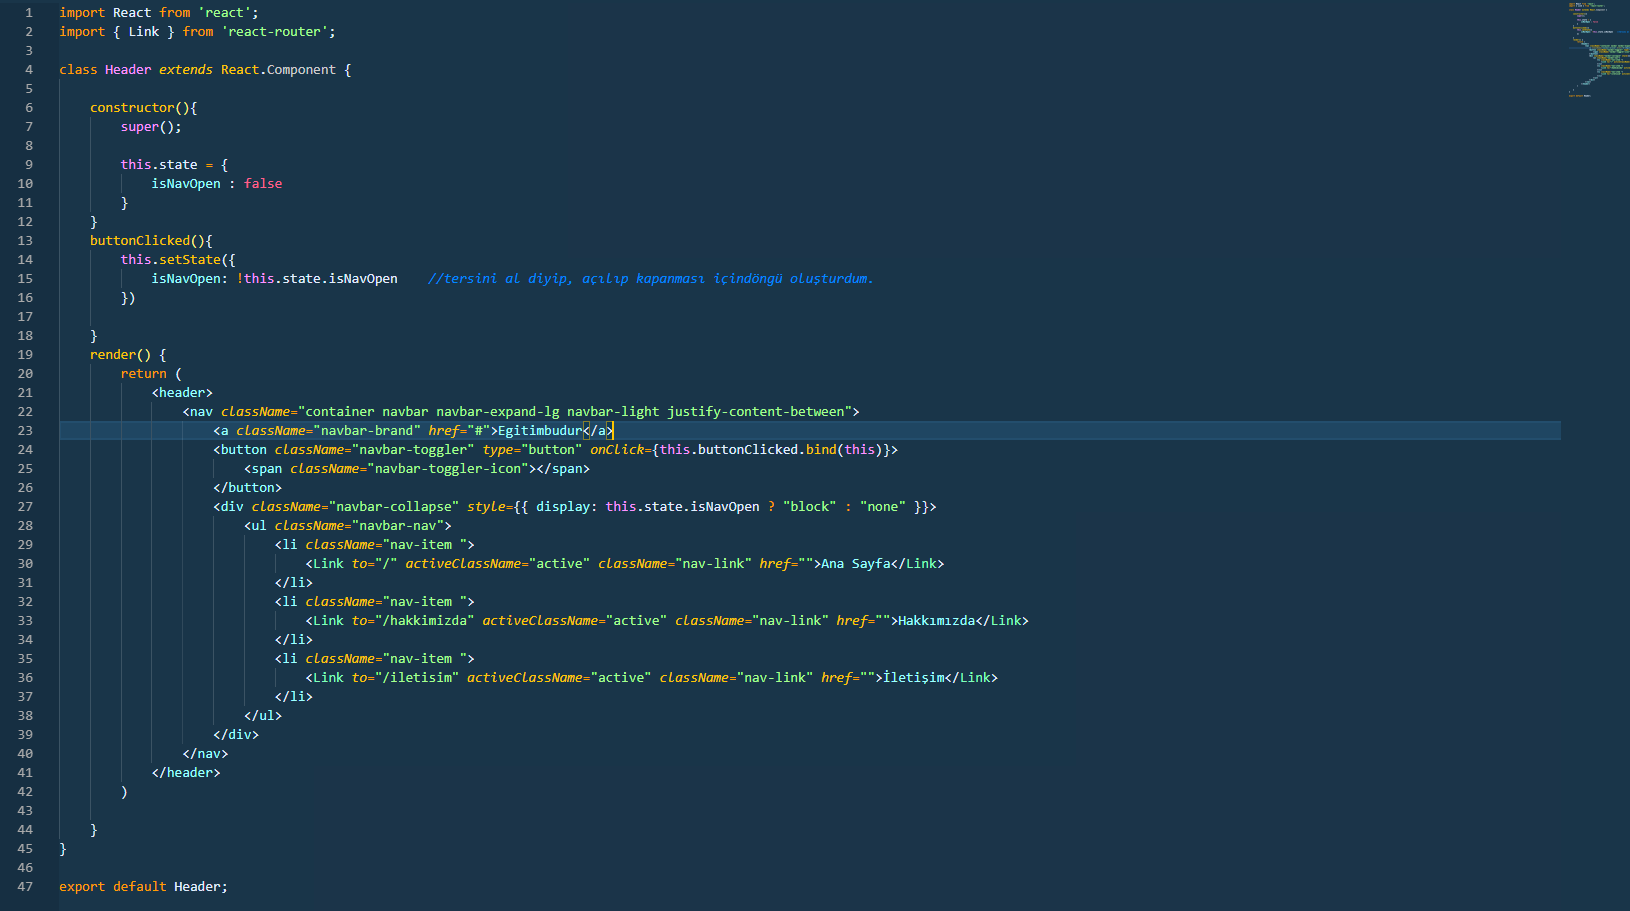 1 import React from 'react';
2 import { Link } from 'react-router';
3
4 class Header extends React.Component {
5
6 constructor(){
7 super();
8
9 this.state = {
10 isNavOpen : false
11 }
12 }
13 buttonClicked(){
14 this.setState({
15 isNavOpen: !this.state.isNavOpen //tersini al diyip, açılıp kapanması içindöngü oluşturdum.
16 })
17
18 }
19 render() {
20 return (
21 <header>
22 <nav className="container navbar navbar-expand-lg navbar-light justify-content-between">
23 <a className="navbar-brand" href="#">Egitimbudur</a>
24 <button className="navbar-toggler" type="button" onClick={this.buttonClicked.bind(this)}>
25 <span className="navbar-toggler-icon"></span>
26 </button>
27 <div className="navbar-collapse" style={{ display: this.state.isNavOpen ? "block" : "none" }}>
28 <ul className="navbar-nav">
29 <li className="nav-item ">
30 <Link to="/" activeClassName="active" className="nav-link" href="">Ana Sayfa</Link>
31 </li>
32 <li className="nav-item ">
33 <Link to="/hakkimizda" activeClassName="active" className="nav-link" href="">Hakkımızda</Link>
34 </li>
35 <li className="nav-item ">
36 <Link to="/iletisim" activeClassName="active" className="nav-link" href="">İletişim</Link>
37 </li>
38 </ul>
39 </div>
40 </nav>
41 </header>
42 )
43
44 }
45 }
46
47 export default Header;